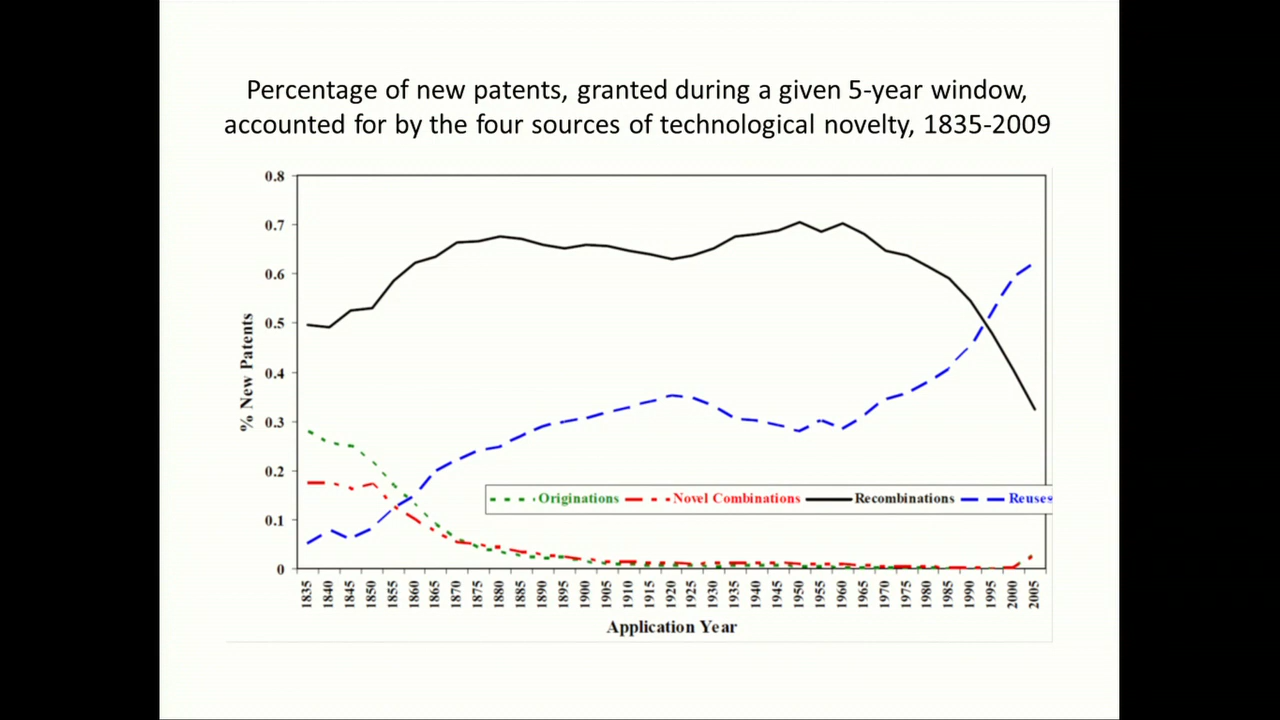 Percentage of new patents, granted during a given 5-year window,
accounted for by the four sources of technological novelty, 1835-2009
0.8
0.7
0.6
0.5
0.4
0.3
0.2
0.1
0
% New Patents
Originations Novel Combinations Recombinations Reuses
1835 1840 1845 1850 1855 1860 1865 1870 1875 1880 1885 1890 1895 1900 1905 1910 1915 1920 1925 1930 1935 1940 1945 1950 1955 1960 1965 1970 1975 1980 1985 1990 1995 2000 2005
Application Year